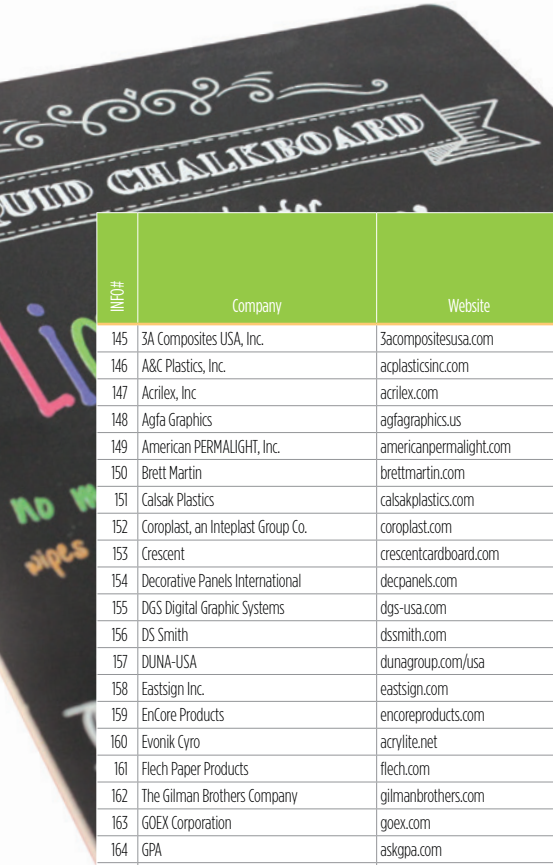 QUID CHALKBOARD
no m
wipes
INFO# Company Website
145 3A Composites USA, Inc. 3acompositesusa.com
146 A&C Plastics, Inc. acplasticsinc.com
147 Acrilex, Inc acrilex.com
148 Agfa Graphics agfagraphics.us
149 American PERMALIGHT, Inc. americanpermalight.com
150 Brett Martin brettmartin.com
151 Calsak Plastics calsakplastics.com
152 Coroplast, an Inteplast Group Co. coroplast.com
153 Crescent crescentcardboard.com
154 Decorative Panels International decpanels.com
155 DGS Digital Graphic Systems dgs-usa.com
156 DS Smith dssmith.com
157 DUNA-USA dunagroup.com/usa
158 Eastsign Inc. eastsign.com
159 EnCore Products encoreproducts.com
160 Evonik Cyro acrylite.net
161 Flech Paper Products flech.com
162 The Gilman Brothers Company gilmanbrothers.com
163 GOEX Corporation goex.com
164 GPA askgpa.com